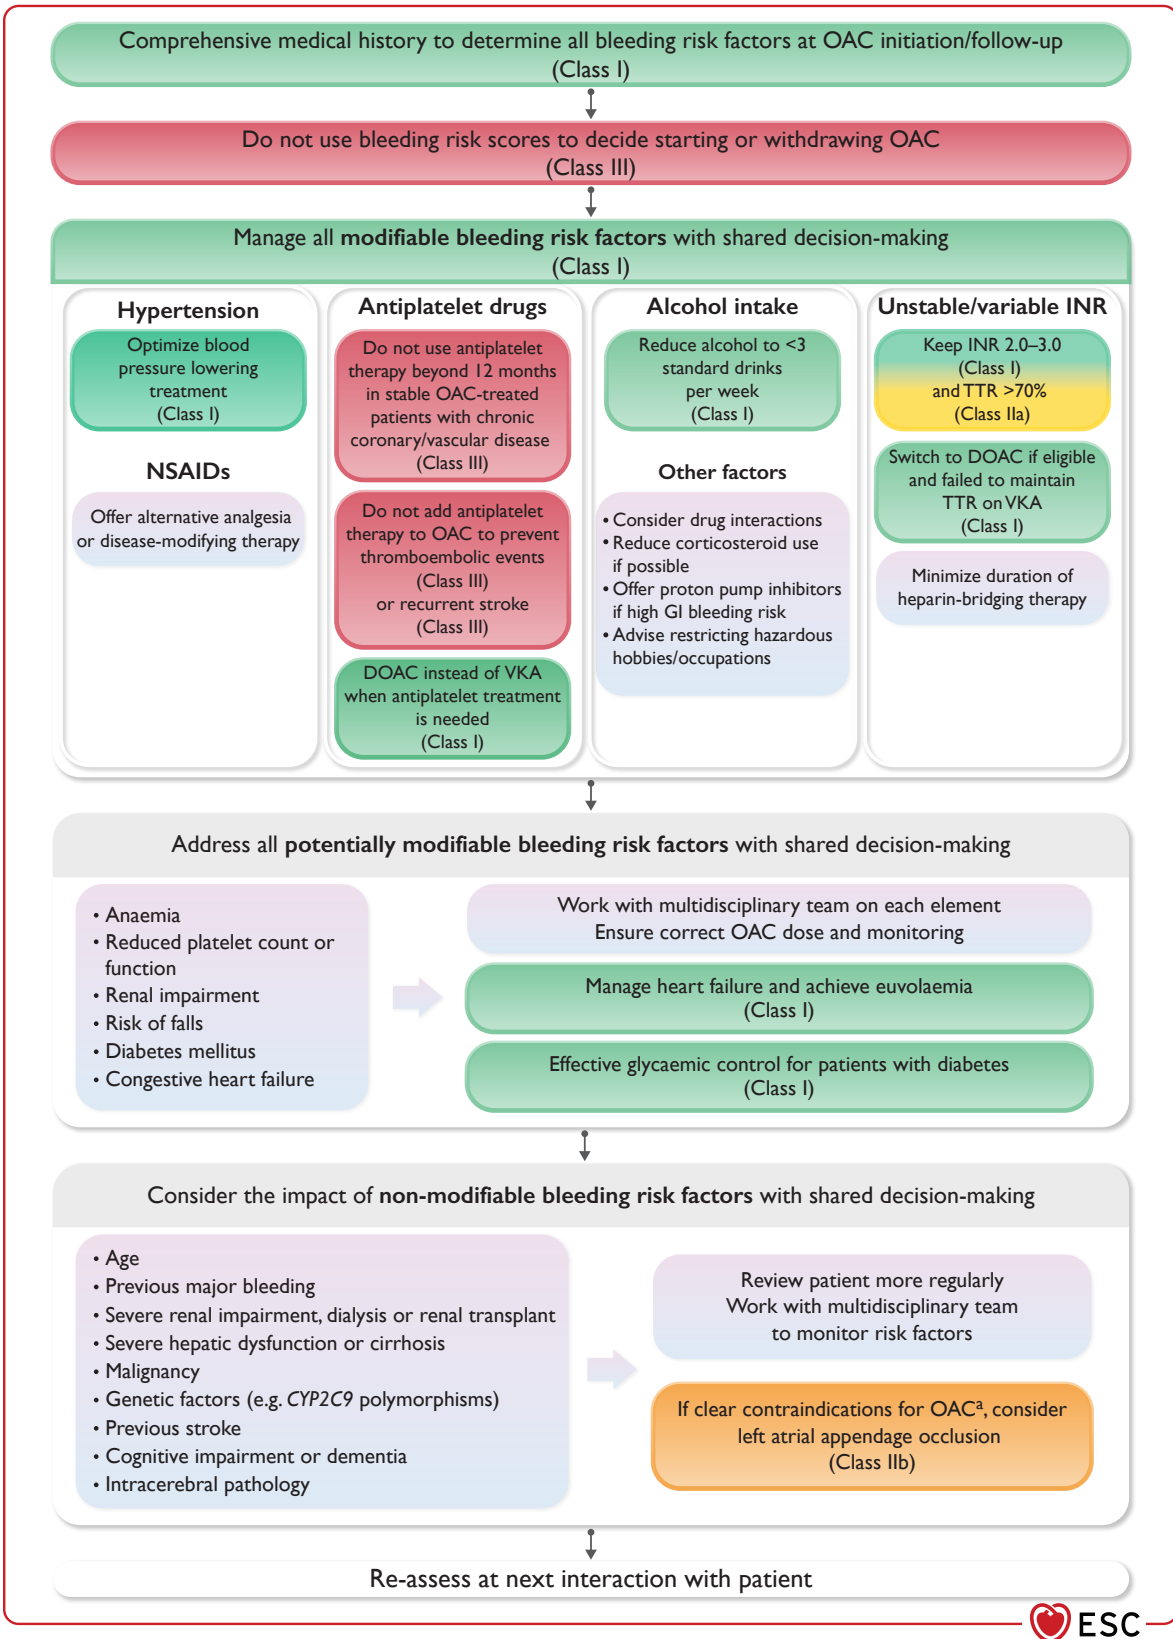 Comprehensive medical history to determine all bleeding risk factors at OAC initiation/follow-up
(Class I)
Do not use bleeding risk scores to decide starting or withdrawing OAC
(Class III)
Manage all modifiable bleeding risk factors with shared decision-making
(Class I)
Hypertension
Optimize blood
pressure lowering
treatment
(Class I)
NSAIDs
Offer alternative analgesia
or disease-modifying therapy
Antiplatelet drugs
Do not use antiplatelet
therapy beyond 12 months
in stable OAC-treated
patients with chronic
coronary/vascular disease
(Class III)
Do not add antiplatelet
therapy to OAC to prevent
thromboembolic events
(Class III)
or recurrent stroke
(Class III)
DOAC instead of VKA
when antiplatelet treatment
is needed
(Class I)
Alcohol intake
Reduce alcohol to <3
standard drinks
per week
(Class I)
Other factors
• Consider drug interactions
• Reduce corticosteroid use
if possible
• Offer proton pump inhibitors
if high GI bleeding risk
• Advise restricting hazardous
hobbies/occupations
Unstable/variable INR
Keep INR 2.0–3.0
(Class I)
and TTR >70%
(Class IIa)
Switch to DOAC if eligible
and failed to maintain
TTR on VKA
(Class I)
Minimize duration of
heparin-bridging therapy
Address all potentially modifiable bleeding risk factors with shared decision-making
• Anaemia
• Reduced platelet count or
function
• Renal impairment
• Risk of falls
• Diabetes mellitus
• Congestive heart failure
Work with multidisciplinary team on each element
Ensure correct OAC dose and monitoring
Manage heart failure and achieve euvolaemia
(Class I)
Effective glycaemic control for patients with diabetes
(Class I)
Consider the impact of non-modifiable bleeding risk factors with shared decision-making
• Age
• Previous major bleeding
• Severe renal impairment, dialysis or renal transplant
• Severe hepatic dysfunction or cirrhosis
• Malignancy
• Genetic factors (e.g. CYP2C9 polymorphisms)
• Previous stroke
• Cognitive impairment or dementia
• Intracerebral pathology
Review patient more regularly
Work with multidisciplinary team
to monitor risk factors
If clear contraindications for OACᵃ, consider
left atrial appendage occlusion
(Class IIb)
Re-assess at next interaction with patient
ESC